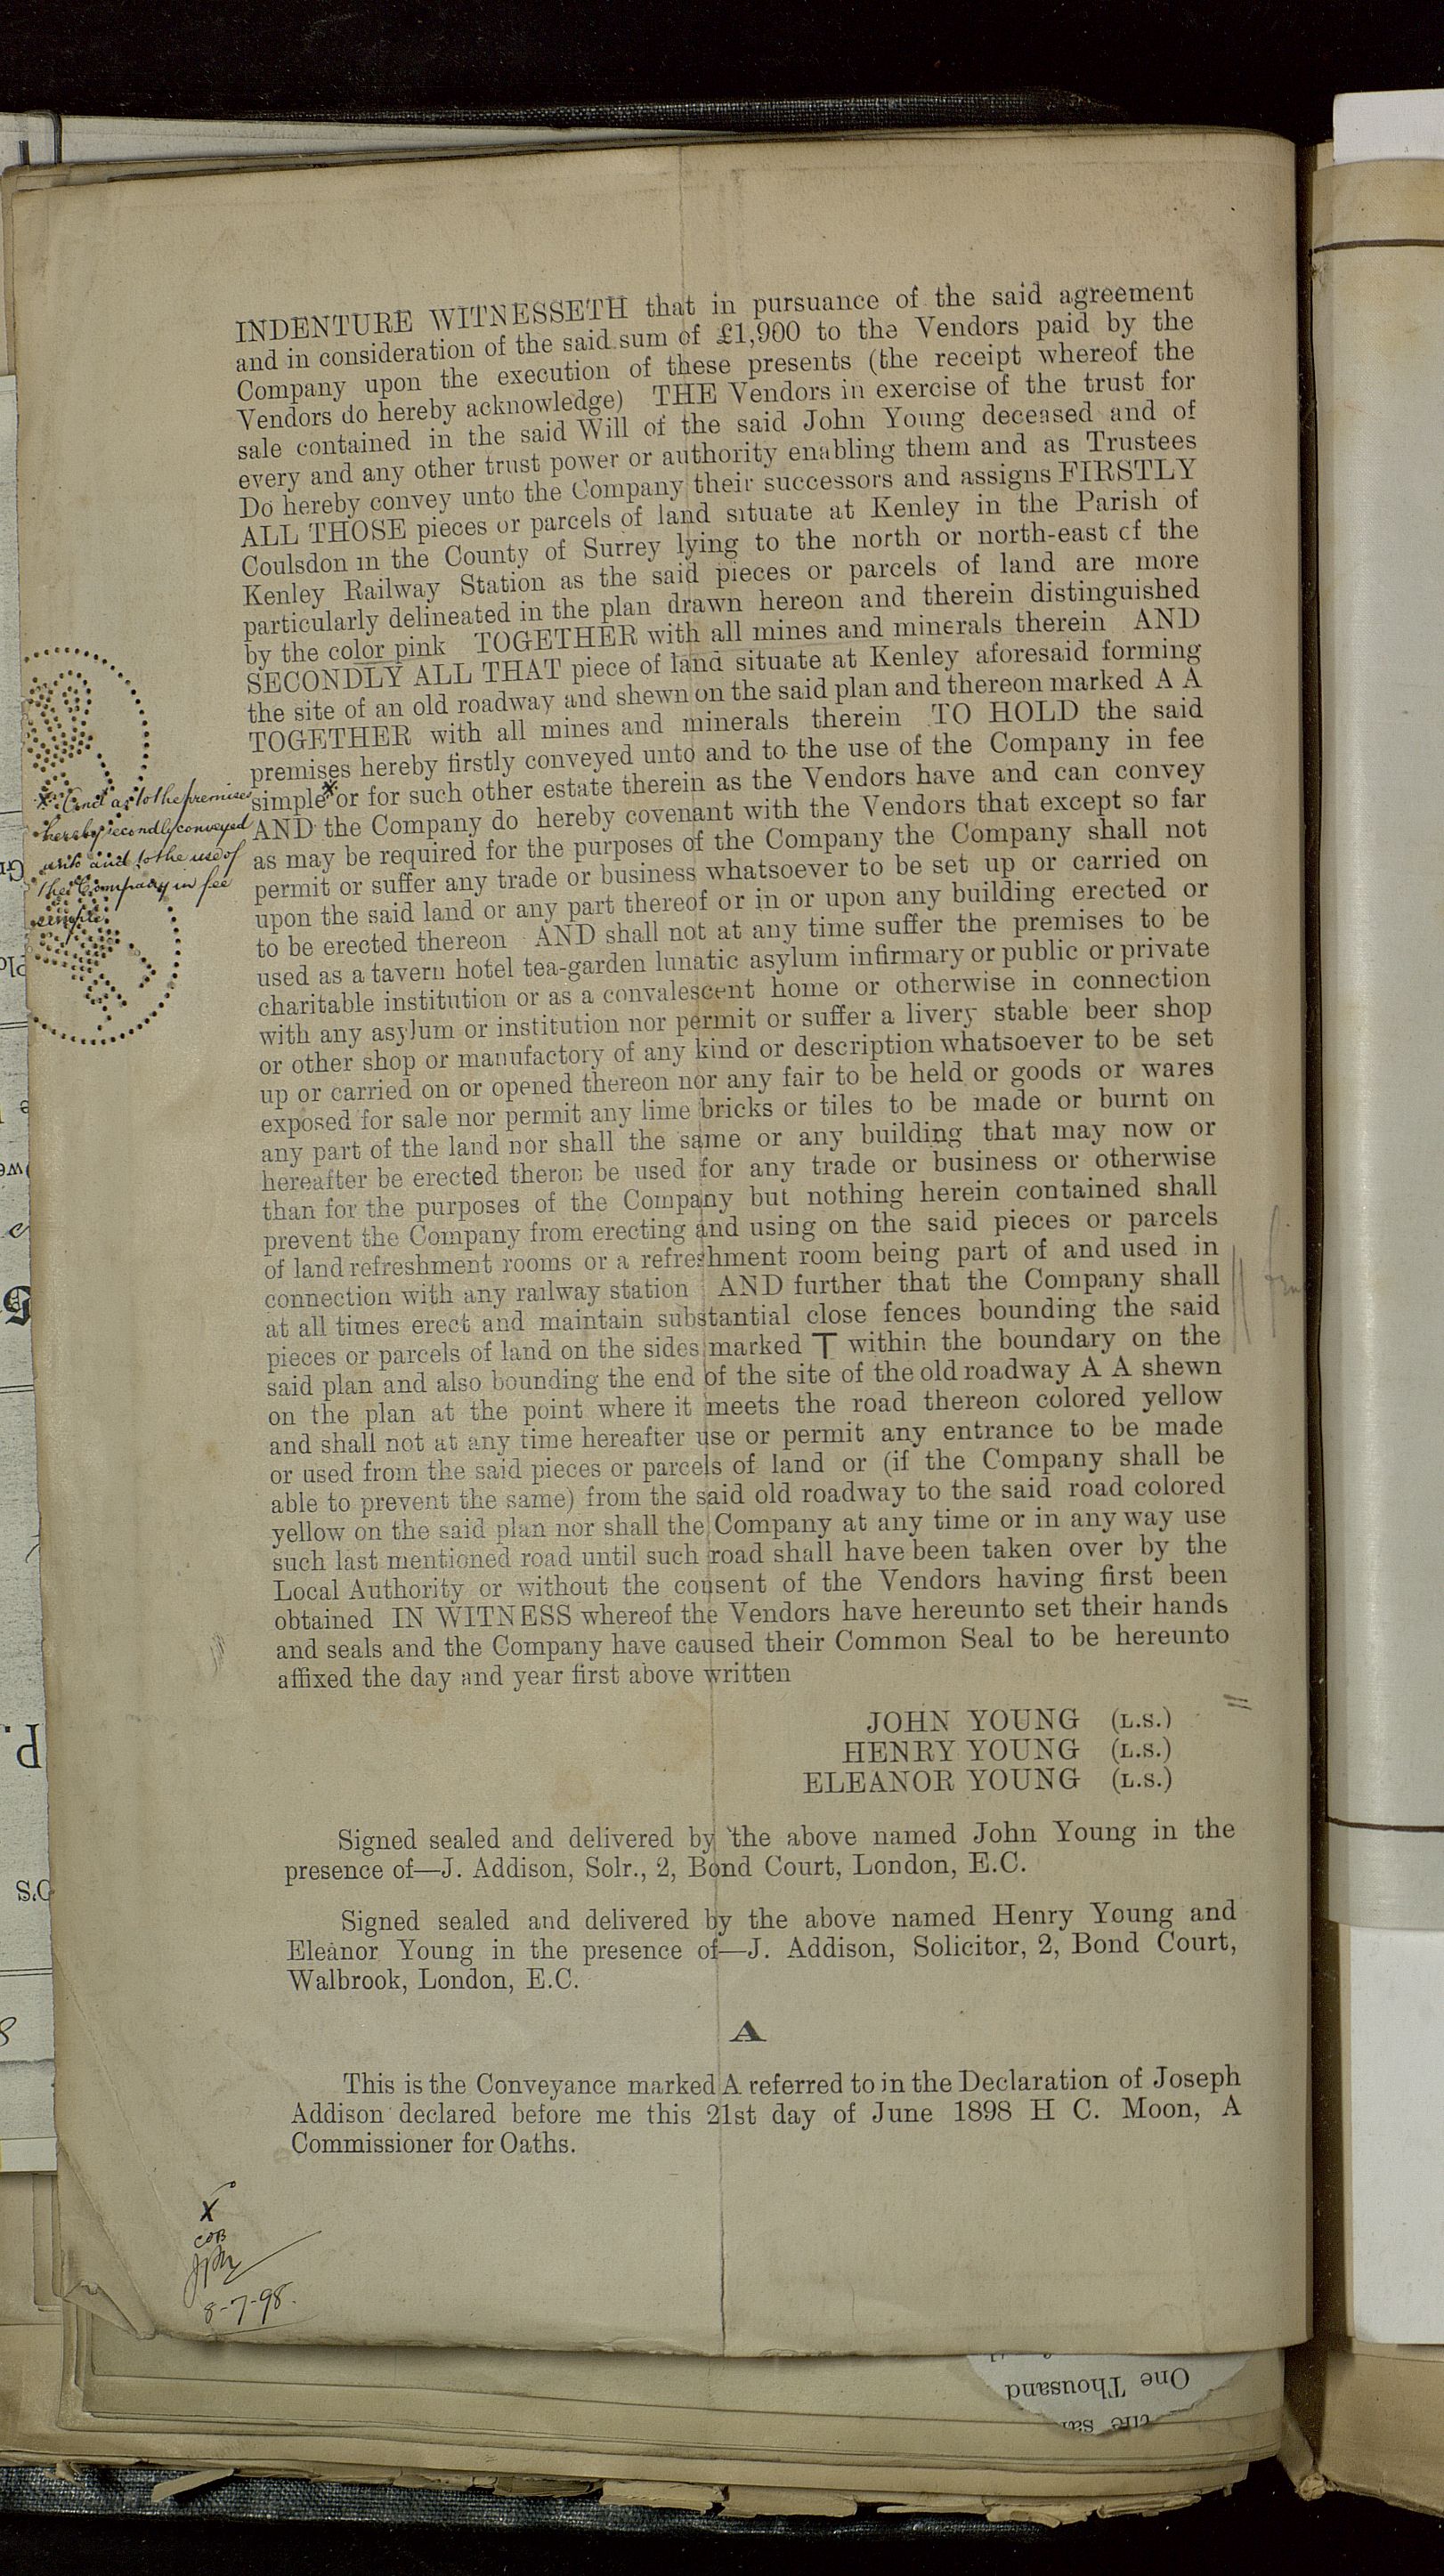 INDENTURE WITNESSETH that in pursuance of the said agreement
and in consideration of the said sum of £1,900 to the Vendors paid by the
Company upon the execution of these presents (the receipt whereof the
Vendors do hereby acknowledge) THE Vendors in exercise of the trust for
sale contained in the said Will of the said John Young deceased and of
every and any other trust power or authority enabling them and as Trustees
Do hereby convey unto the Company their successors and assigns FIRSTLY
ALL THOSE pieces or parcels of land situate at Kenley in the Parish of
Coulsdon in the County of Surrey lying to the north or north-east cf the
Kenley Railway Station as the said pieces or parcels of land are more
particularly delineated in the plan drawn hereon and therein distinguished
by the color pink TOGETHER with all mines and minerals therein AND
SECONDLY ALL THAT piece of land situate at Kenley aforesaid forming
the site of an old roadway and shewn on the said plan and thereon marked A A
TOGETHER with all mines and minerals therein TO HOLD the said
premises hereby firstly conveyed unto and to the use of the Company in fee
simple x or for such other estate therein as the Vendors have and can convey
x and as to the premises
hereby secondly conveyed
unto and to the use of
the Company in fee
simple
AND the Company do hereby covenant with the Vendors that except so far
as may be required for the purposes of the Company the Company shall not
permit or suffer any trade or business whatsoever to be set up or carried on
upon the said land or any part thereof or in or upon any building erected or
to be erected thereon AND shall not at any time suffer the premises to be
used as a tavern hotel tea-garden lunatic asylum infirmary or public or private
charitable institution or as a convalescent home or otherwise in connection
with any asylum or institution nor permit or suffer a livery stable beer shop
or other shop or manufactory of any kind or description whatsoever to be set
up or carried on or opened thereon nor any fair to be held or goods or wares
exposed for sale nor permit any lime bricks or tiles to be made or burnt on
any part of the land nor shall the same or any building that may now or
hereafter be erected theron be used for any trade or business or otherwise
than for the purposes of the Company but nothing herein contained shall
prevent the Company from erecting and using on the said pieces or parcels
of land refreshment rooms or a refreshment room being part of and used in
connection with any railway station AND further that the Company shall
at all times erect and maintain substantial close fences bounding the said
pieces or parcels of land on the sides marked T within the boundary on the
said plan and also bounding the end of the site of the old roadway A A shewn
on the plan at the point where it meets the road thereon colored yellow
and shall not at any time hereafter use or permit any entrance to be made
or used from the said pieces or parcels of land or (if the Company shall be
able to prevent the same) from the said old roadway to the said road colored
yellow on the said plan nor shall the Company at any time or in any way use
such last mentioned road until such road shall have been taken over by the
Local Authority or without the consent of the Vendors having first been
obtained IN WITNESS whereof the Vendors have hereunto set their hands
and seals and the Company have caused their Common Seal to be hereunto
affixed the day and year first above written
JOHN YOUNG (L.S.)
HENRY YOUNG (L.S.)
ELEANOR YOUNG (L.S.)
Signed sealed and delivered by the above named John Young in the
presence of—J. Addison, Solr., 2, Bond Court, London, E.C.
Signed sealed and delivered by the above named Henry Young and
Eleanor Young in the presence of—J. Addison, Solicitor, 2, Bond Court,
Walbrook, London, E.C.
A
This is the Conveyance marked A referred to in the Declaration of Joseph
Addison declared before me this 21st day of June 1898 H C. Moon, A
Commissioner for Oaths.
X
COB
8-7-98.
One Thousand